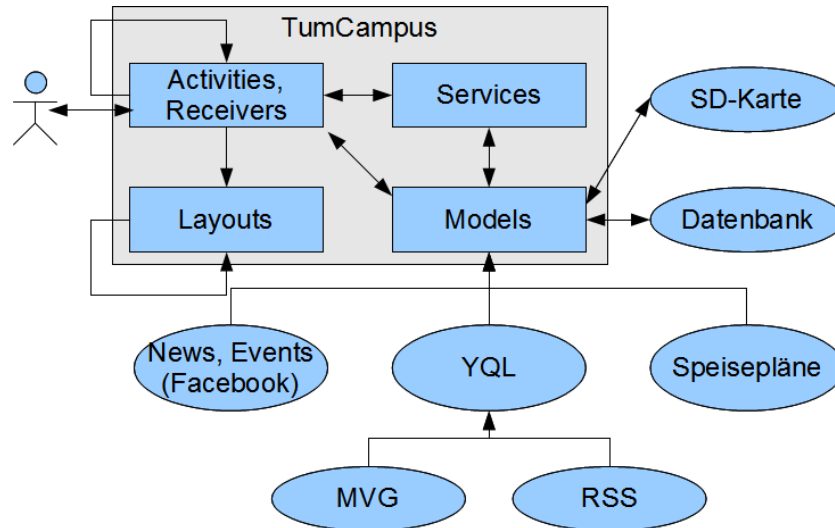 TumCampus
Activities,
Receivers
Services
SD-Karte
Layouts
Models
Datenbank
News, Events
(Facebook)
YQL
Speisepläne
MVG
RSS